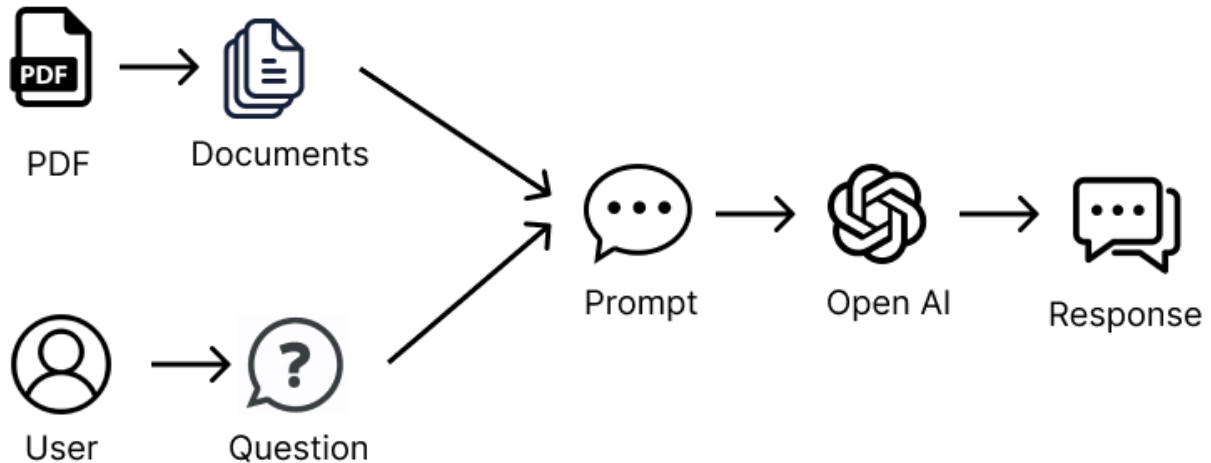 PDF
PDF
Documents
Prompt
Open AI
Response
?
User
Question